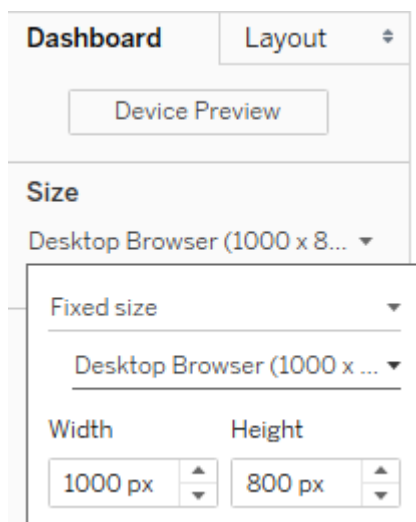 Dashboard Layout
Device Preview
Size
Desktop Browser (1000 x 8...
Fixed size
Desktop Browser (1000 x ...
Width Height
1000 px 800 px